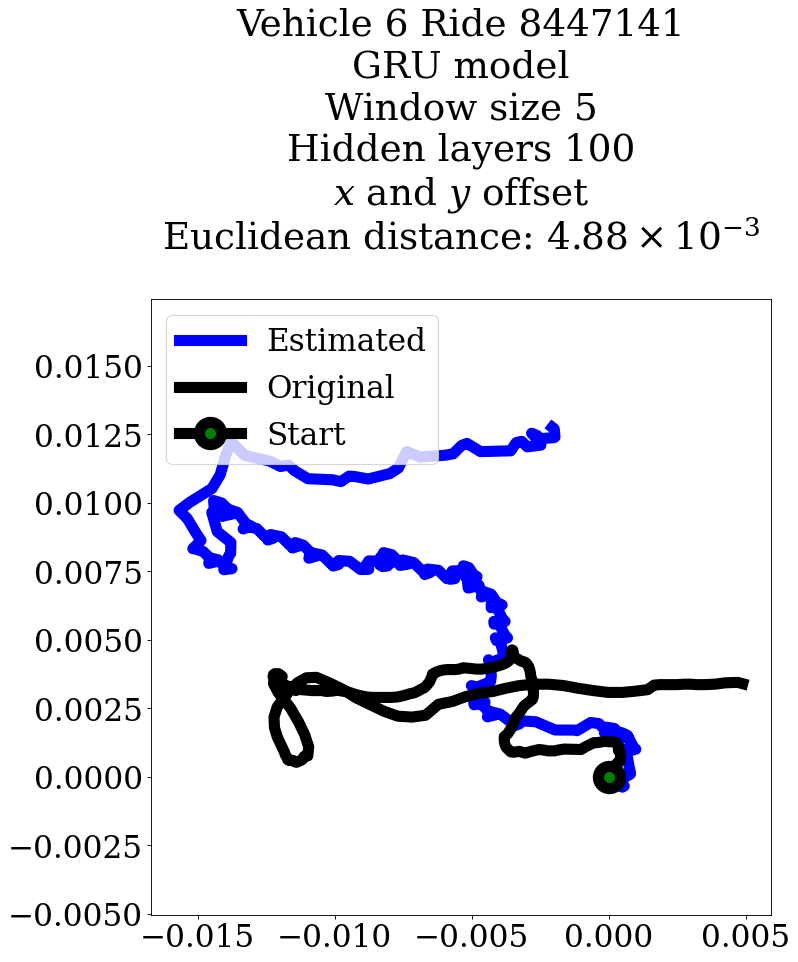 Vehicle 6 Ride 8447141
GRU model
Window size 5
Hidden layers 100
x and y offset
Euclidean distance: 4.88 × 10⁻³
Estimated
Original
Start
0.0150
0.0125
0.0100
0.0075
0.0050
0.0025
0.0000
−0.0025
−0.0050
−0.015 −0.010 −0.005 0.000 0.005